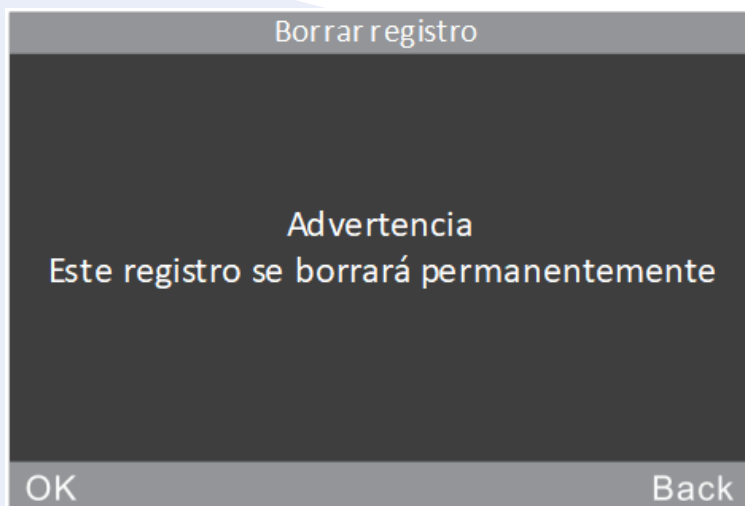 Borrar registro
Advertencia
Este registro se borrará permanentemente
OK Back